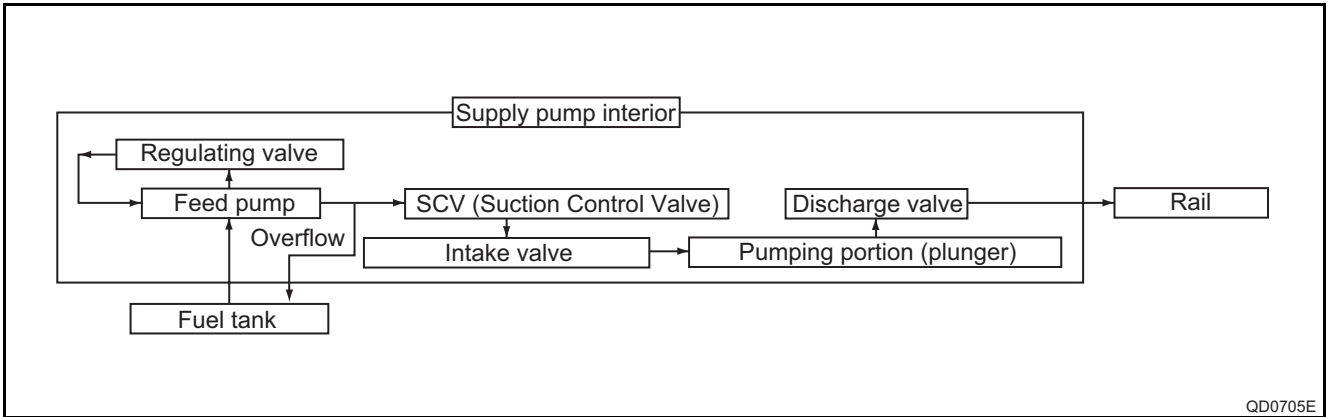 Supply pump interior
Regulating valve
Feed pump
SCV (Suction Control Valve)
Discharge valve
Rail
Overflow
Intake valve
Pumping portion (plunger)
Fuel tank
QD0705E